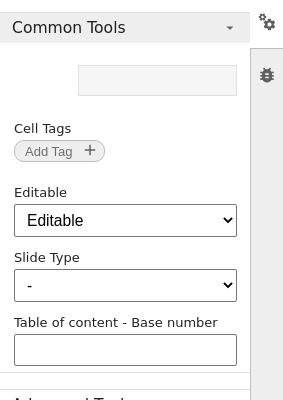 Common Tools
Cell Tags
Add Tag +
Editable
Editable
Slide Type
-
Table of content - Base number